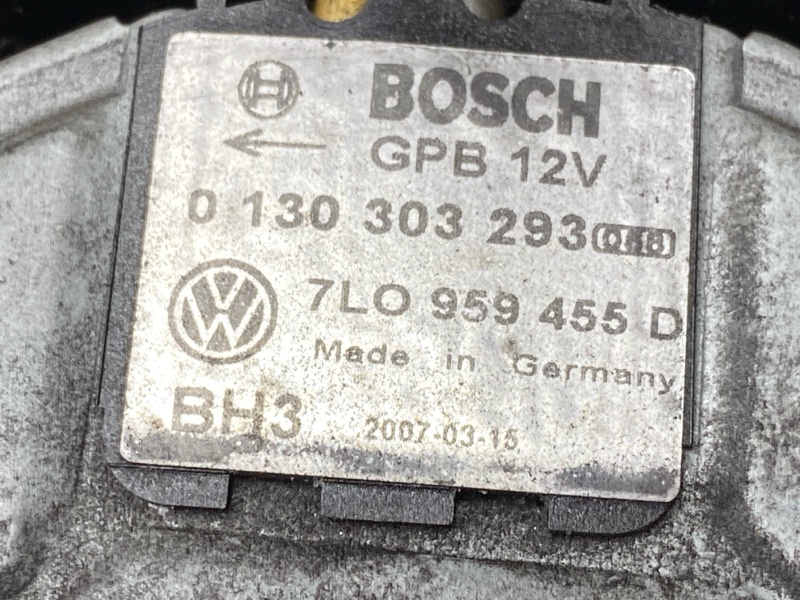 BOSCH
GPB 12V
0 130 303 293
7LO 959 455 D
Made in Germany
BH3 2007-03-15